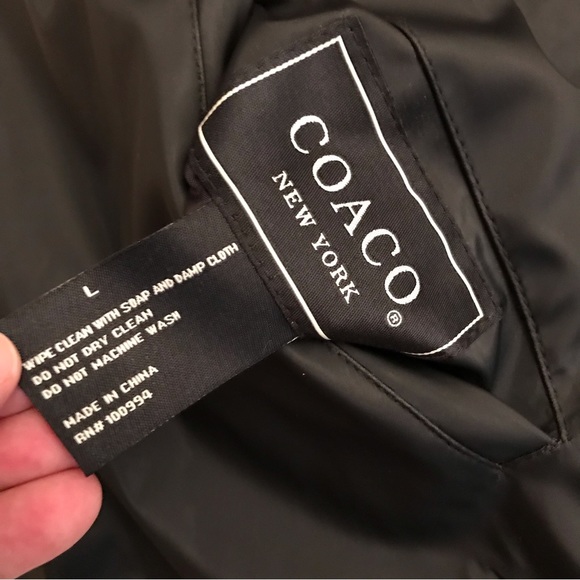 COACO
NEW YORK
®
L
WIPE CLEAN WITH SOAP AND DAMP CLOTH
DO NOT DRY CLEAN
DO NOT MACHINE WASH
MADE IN CHINA
RN#100994